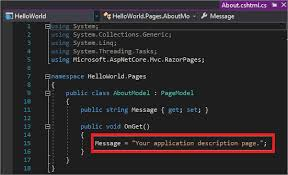 About.cshtml.cs
HelloWorld HelloWorld.Pages.AboutMo Message
1 using System;
2 using System.Collections.Generic;
3 using System.Linq;
4 using System.Threading.Tasks;
5 using Microsoft.AspNetCore.Mvc.RazorPages;
6
7 namespace HelloWorld.Pages
8 {
9 public class AboutModel : PageModel
10 {
11 public string Message { get; set; }
12
13 public void OnGet()
14 {
15 Message = "Your application description page.";
16 }
17 }
18 }